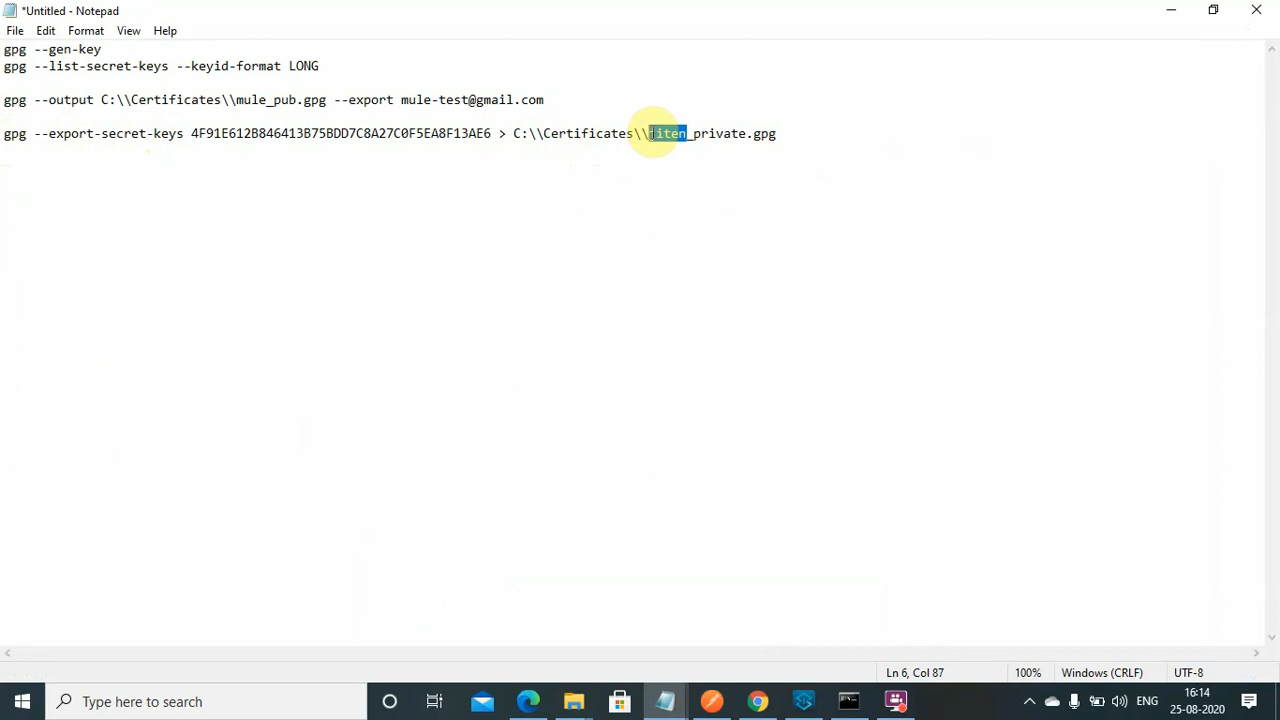 *Untitled - Notepad
File Edit Format View Help
gpg --gen-key
gpg --list-secret-keys --keyid-format LONG
gpg --output C:\\Certificates\\mule_pub.gpg --export mule-test@gmail.com
gpg --export-secret-keys 4F91E612B846413B75BDD7C8A27C0F5EA8F13AE6 > C:\\Certificates\\jiten_private.gpg
Ln 6, Col 87 100% Windows (CRLF) UTF-8
Type here to search
ENG
16:14
25-08-2020